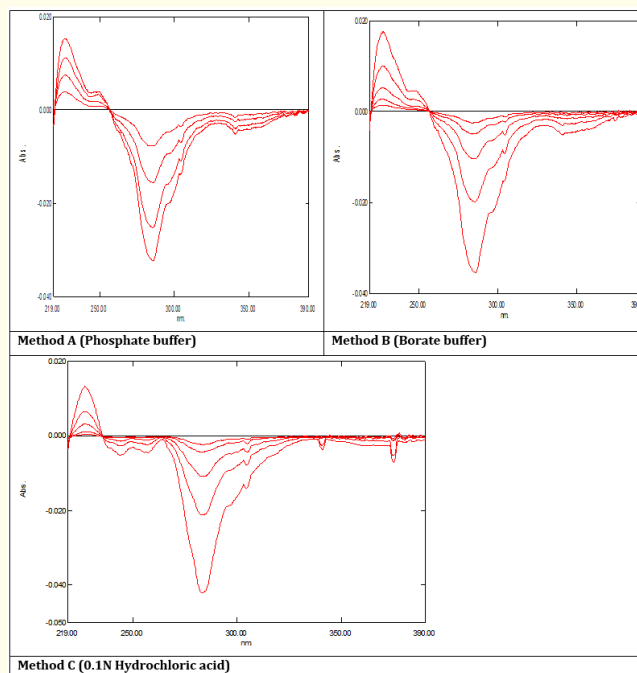 0.020
0.000
Abs.
-0.020
-0.040
219.00 250.00 300.00 350.00 390.00
nm.
Method A (Phosphate buffer)
0.020
0.000
Abs.
-0.020
-0.040
219.00 250.00 300.00 350.00 390.00
nm.
Method B (Borate buffer)
0.020
0.000
Abs.
-0.020
-0.040
-0.050
219.00 250.00 300.00 350.00 390.00
nm.
Method C (0.1N Hydrochloric acid)